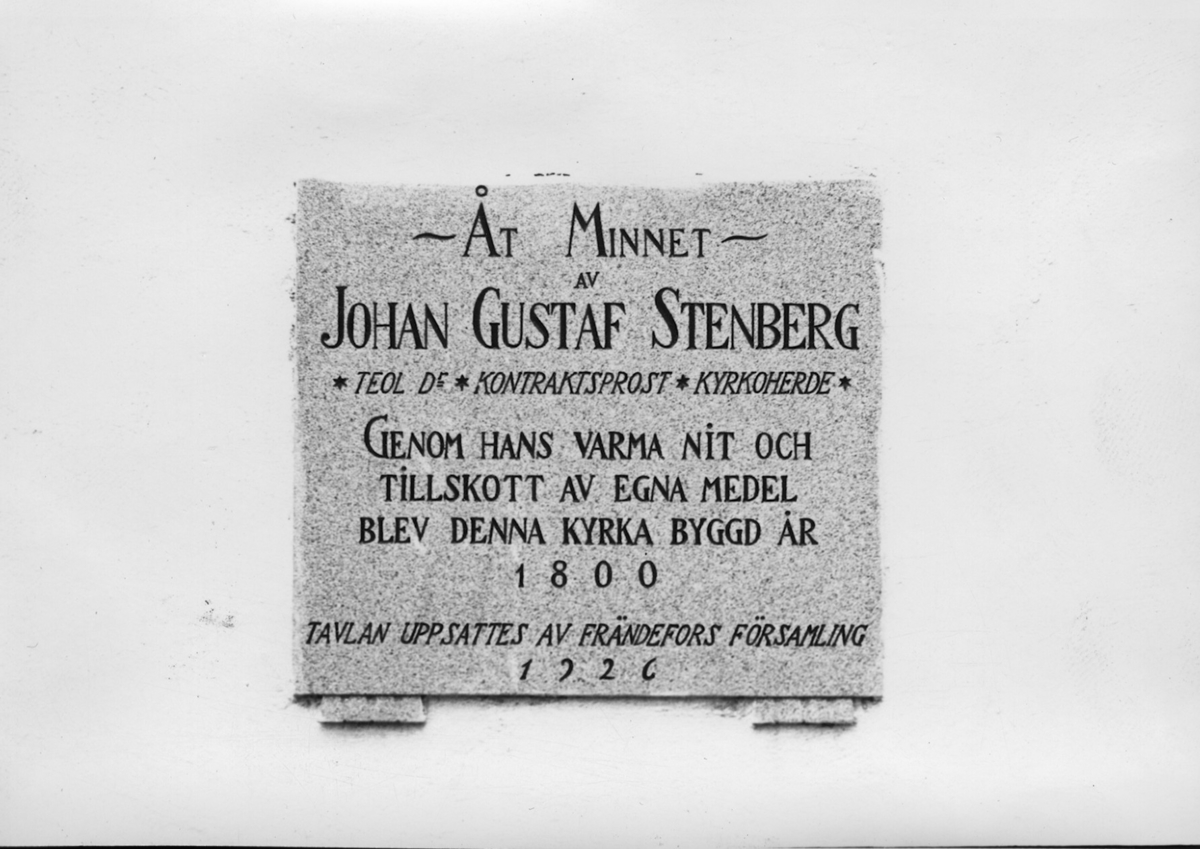 ~ ÅT MINNET ~
AV
JOHAN GUSTAF STENBERG
* TEOL Dr * KONTRAKTSPROST * KYRKOHERDE *
GENOM HANS VARMA NIT OCH
TILLSKOTT AV EGNA MEDEL
BLEV DENNA KYRKA BYGGD ÅR
1800
TAVLAN UPPSATTES AV FRÄNDEFORS FÖRSAMLING
1926